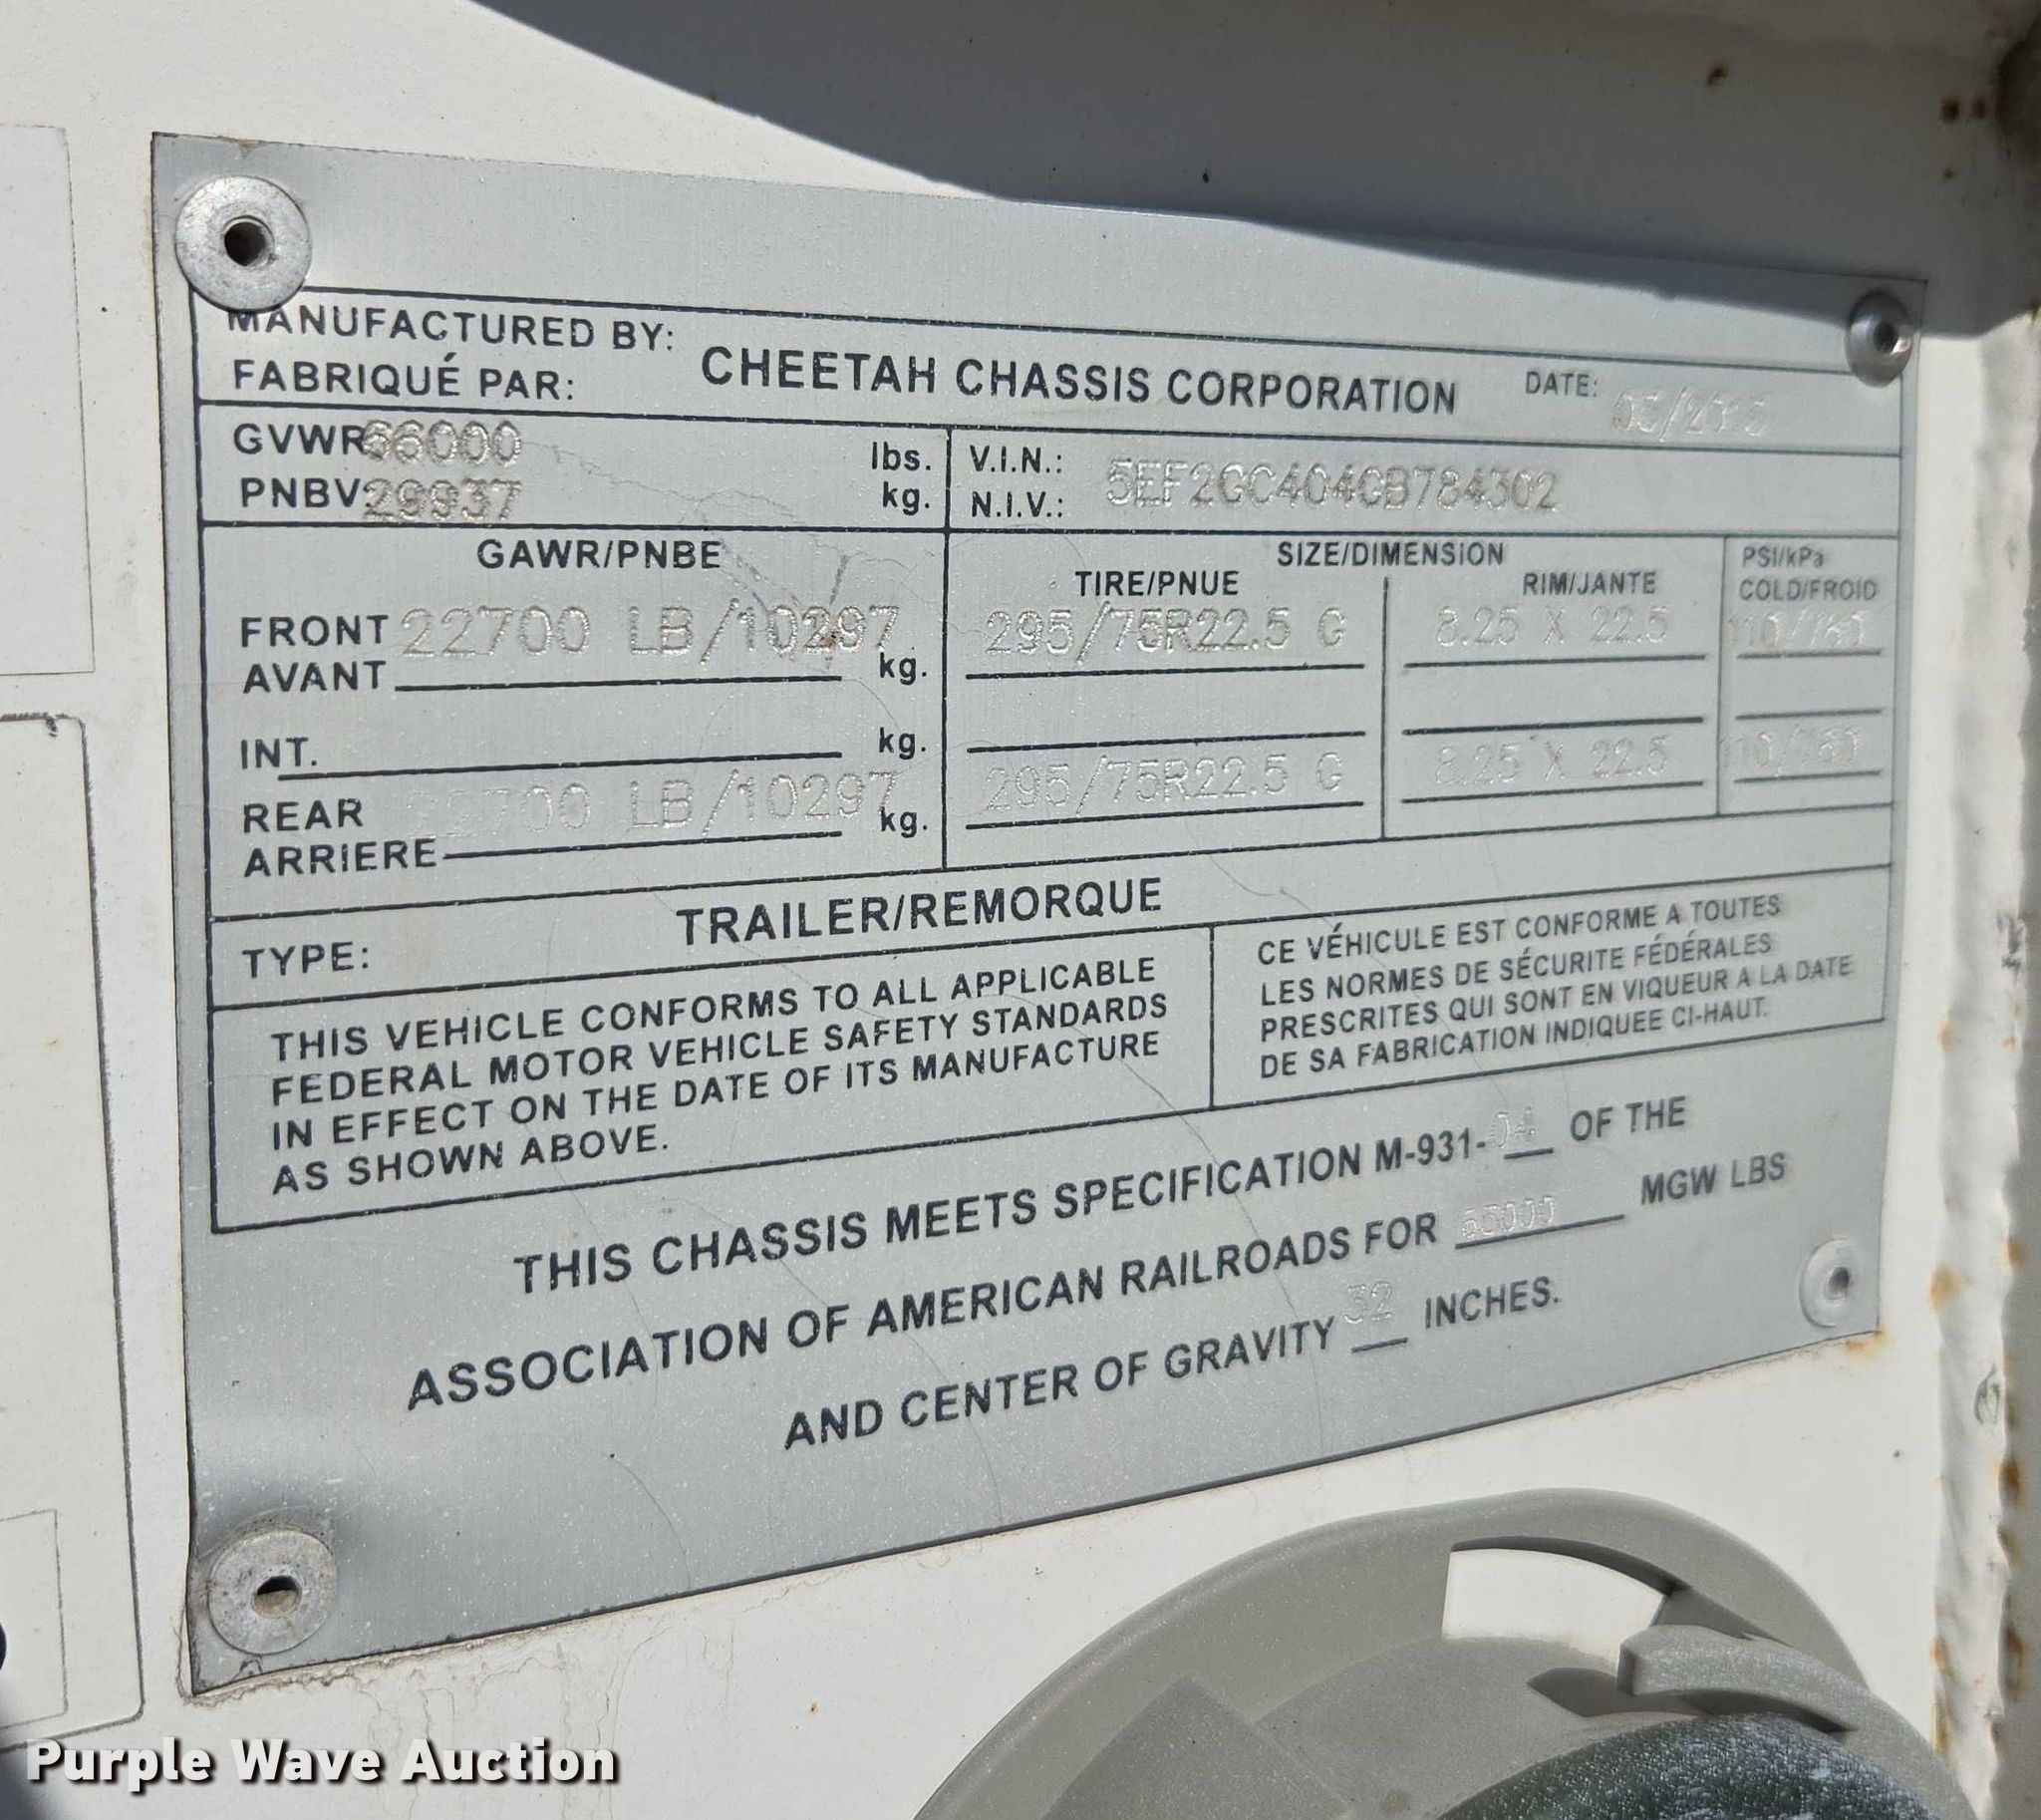 MANUFACTURED BY:
FABRIQUÉ PAR:
CHEETAH CHASSIS CORPORATION
DATE:
GVWR 66000 lbs.
PNBV 29937 kg.
V.I.N.:
N.I.V.:
5EF2GC404GB784302
GAWR/PNBE
SIZE/DIMENSION
TIRE/PNUE
RIM/JANTE
PSI/kPa
COLD/FROID
FRONT 22700 LB/10297
AVANT kg.
295/75R22.5 G
8.25 X 22.5
110/760
INT. kg.
REAR 22700 LB/10297
ARRIERE kg.
295/75R22.5 G
8.25 X 22.5
110/760
TYPE: TRAILER/REMORQUE
THIS VEHICLE CONFORMS TO ALL APPLICABLE
FEDERAL MOTOR VEHICLE SAFETY STANDARDS
IN EFFECT ON THE DATE OF ITS MANUFACTURE
AS SHOWN ABOVE.
CE VÉHICULE EST CONFORME A TOUTES
LES NORMES DE SÉCURITE FÉDÉRALES
PRESCRITES QUI SONT EN VIQUEUR A LA DATE
DE SA FABRICATION INDIQUEE CI-HAUT.
THIS CHASSIS MEETS SPECIFICATION M-931-04 OF THE
ASSOCIATION OF AMERICAN RAILROADS FOR MGW LBS
AND CENTER OF GRAVITY 32 INCHES.
Purple Wave Auction